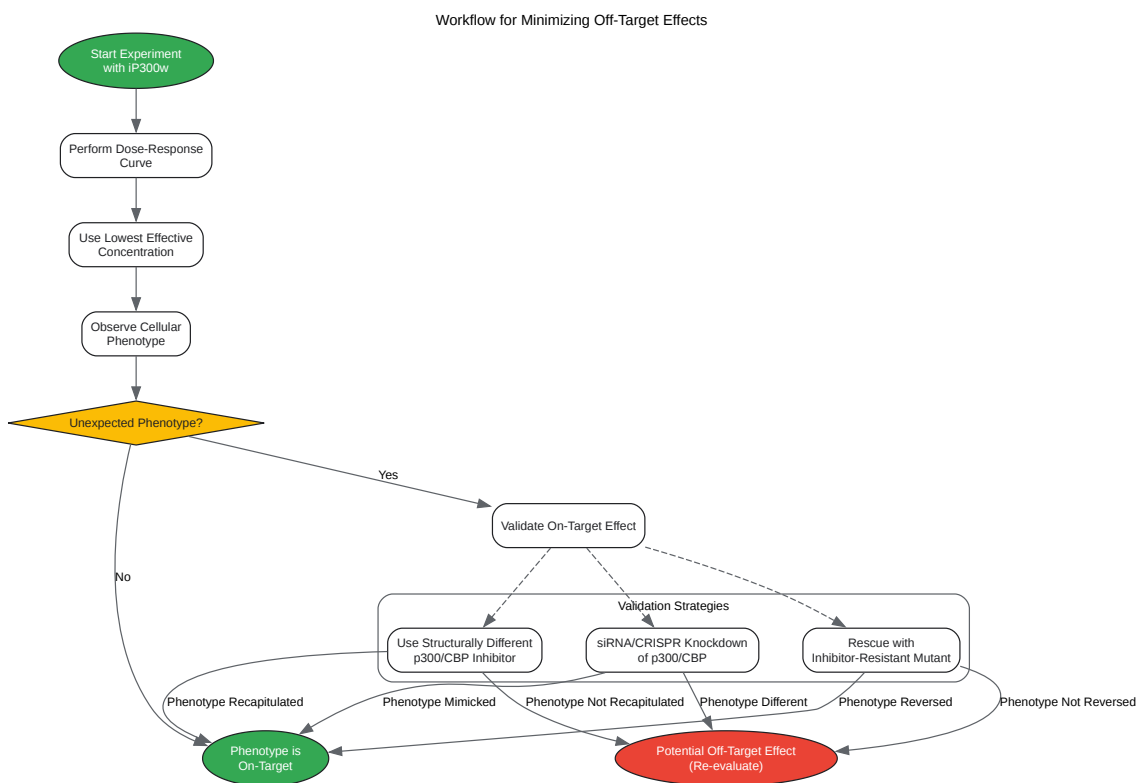 Workflow for Minimizing Off-Target Effects
Start Experiment
with iP300w
Perform Dose-Response
Curve
Use Lowest Effective
Concentration
Observe Cellular
Phenotype
Unexpected Phenotype?
Yes
Validate On-Target Effect
No
Validation Strategies
Use Structurally Different
p300/CBP Inhibitor
siRNA/CRISPR Knockdown
of p300/CBP
Rescue with
Inhibitor-Resistant Mutant
Phenotype Recapitulated
Phenotype Mimicked
Phenotype Not Recapitulated
Phenotype Different
Phenotype Reversed
Phenotype Not Reversed
Phenotype is
On-Target
Potential Off-Target Effect
(Re-evaluate)